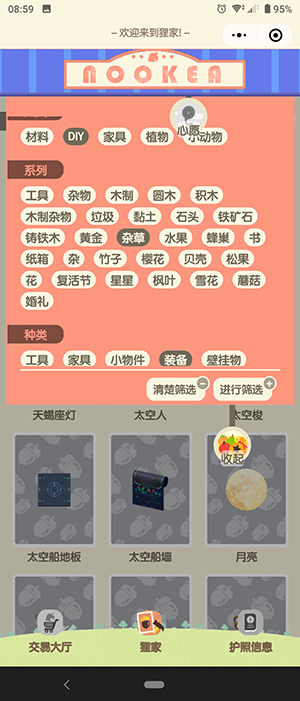 08:59
95%
-- 欢迎来到狸家! --
NOOKEA
心愿
材料 DIY 家具 植物 小动物
系列
工具 杂物 木制 圆木 积木
木制杂物 垃圾 黏土 石头 铁矿石
铸铁木 黄金 杂草 水果 蜂巢 书
纸箱 杂 竹子 樱花 贝壳 松果
花 复活节 星星 枫叶 雪花 蘑菇
婚礼
种类
工具 家具 小物件 装备 壁挂物
清楚筛选 进行筛选
天蝎座灯 太空人 太空梭
收起
太空船地板 太空船墙 月亮
交易大厅 狸家 护照信息